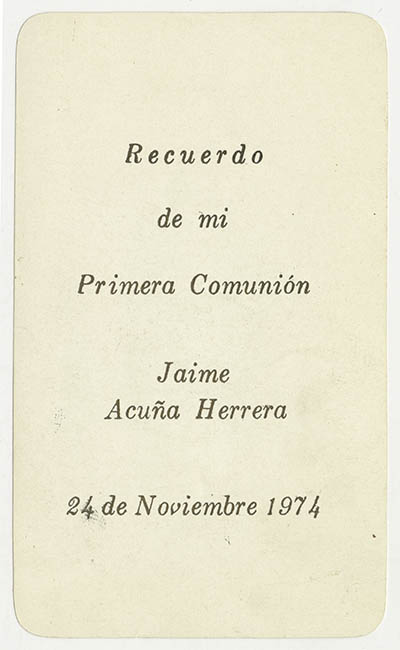 Recuerdo
de mi
Primera Comunión
Jaime
Acuña Herrera
24 de Noviembre 1974